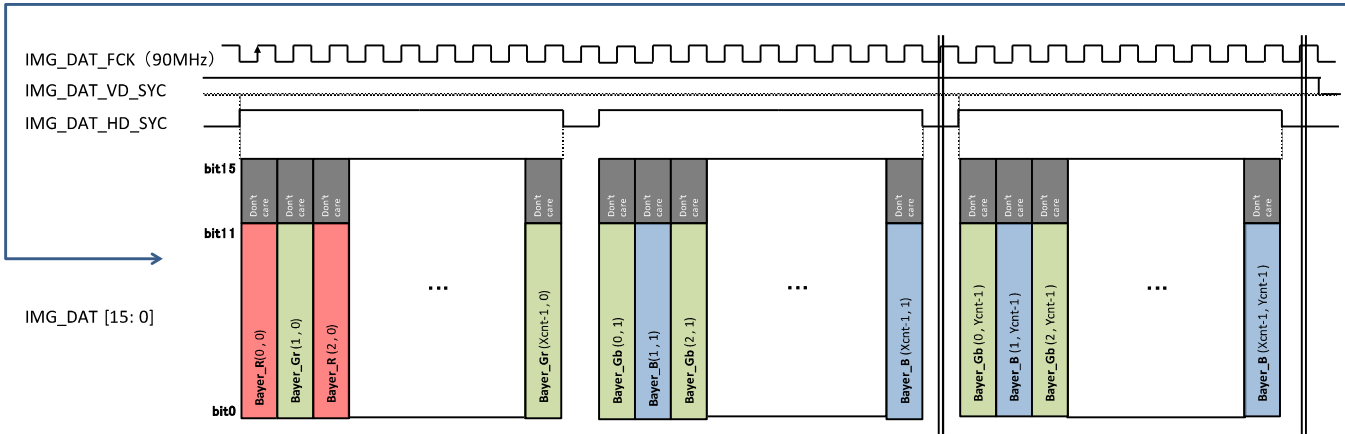 IMG_DAT_FCK（90MHz）
IMG_DAT_VD_SYC
IMG_DAT_HD_SYC
bit15
Don't care
Don't care
Don't care
Don't care
Don't care
Don't care
Don't care
Don't care
Don't care
Don't care
Don't care
Don't care
bit11
IMG_DAT [15: 0]
Bayer_R(0 , 0)
Bayer_Gr (1 , 0)
Bayer_R (2 , 0)
...
Bayer_Gr (Xcnt-1 , 0)
Bayer_Gb (0 , 1)
Bayer_B(1 , 1)
Bayer_Gb (2 , 1)
...
Bayer_B (Xcnt-1 , 1)
Bayer_Gb (0 , Ycnt-1)
Bayer_B (1 , Ycnt-1)
Bayer_Gb (2 , Ycnt-1)
...
Bayer_B (Xcnt-1 , Ycnt-1 )
bit0